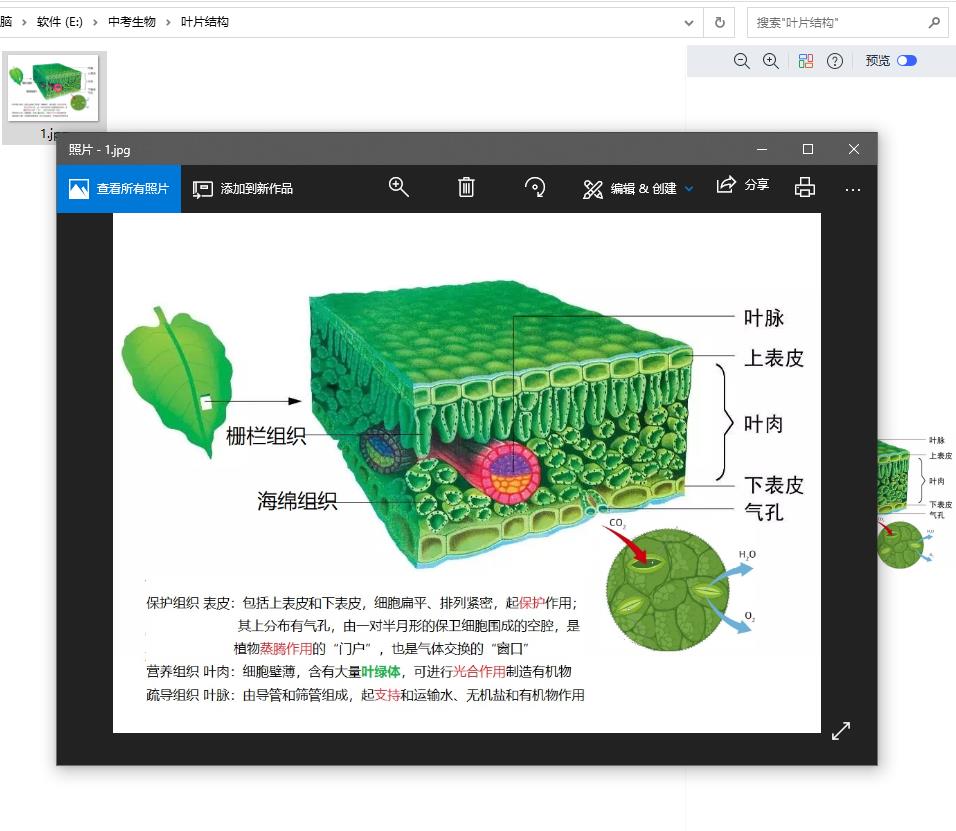 脑 › 软件 (E:) › 中考生物 › 叶片结构
搜索"叶片结构"
预览
1.jp
照片 - 1.jpg
查看所有照片
添加到新作品
编辑 & 创建
分享
叶脉
上表皮
叶肉
栅栏组织
下表皮
海绵组织
气孔
CO₂
H₂O
O₂
保护组织 表皮：包括上表皮和下表皮，细胞扁平、排列紧密，起保护作用；
其上分布有气孔，由一对半月形的保卫细胞围成的空腔，是
植物蒸腾作用的“门户”，也是气体交换的“窗口”
营养组织 叶肉：细胞壁薄，含有大量叶绿体，可进行光合作用制造有机物
疏导组织 叶脉：由导管和筛管组成，起支持和运输水、无机盐和有机物作用
叶脉
上表皮
叶肉
下表皮
气孔